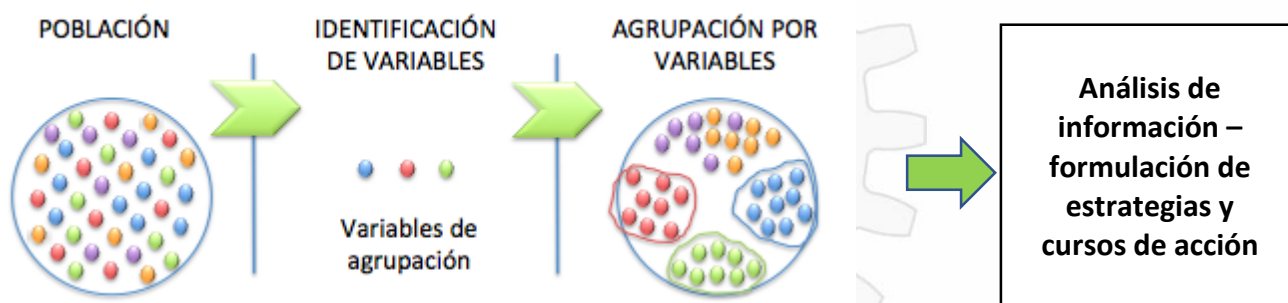 POBLACIÓN
IDENTIFICACIÓN
DE VARIABLES
AGRUPACIÓN POR
VARIABLES
Variables de
agrupación
Análisis de
información –
formulación de
estrategias y
cursos de acción